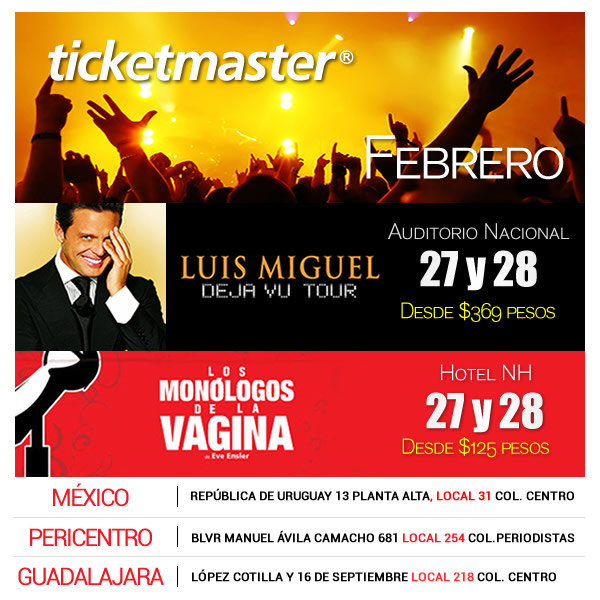 ticketmaster®
FEBRERO
AUDITORIO NACIONAL
LUIS MIGUEL
27 y 28
DEJA VU TOUR
DESDE $369 PESOS
LOS
MONÓLOGOS
DE LA
VAGINA
de Eve Ensler
HOTEL NH
27 y 28
DESDE $125 PESOS
MÉXICO
REPÚBLICA DE URUGUAY 13 PLANTA ALTA, LOCAL 31 COL. CENTRO
PERICENTRO
BLVR MANUEL ÁVILA CAMACHO 681 LOCAL 254 COL.PERIODISTAS
GUADALAJARA
LÓPEZ COTILLA Y 16 DE SEPTIEMBRE LOCAL 218 COL. CENTRO